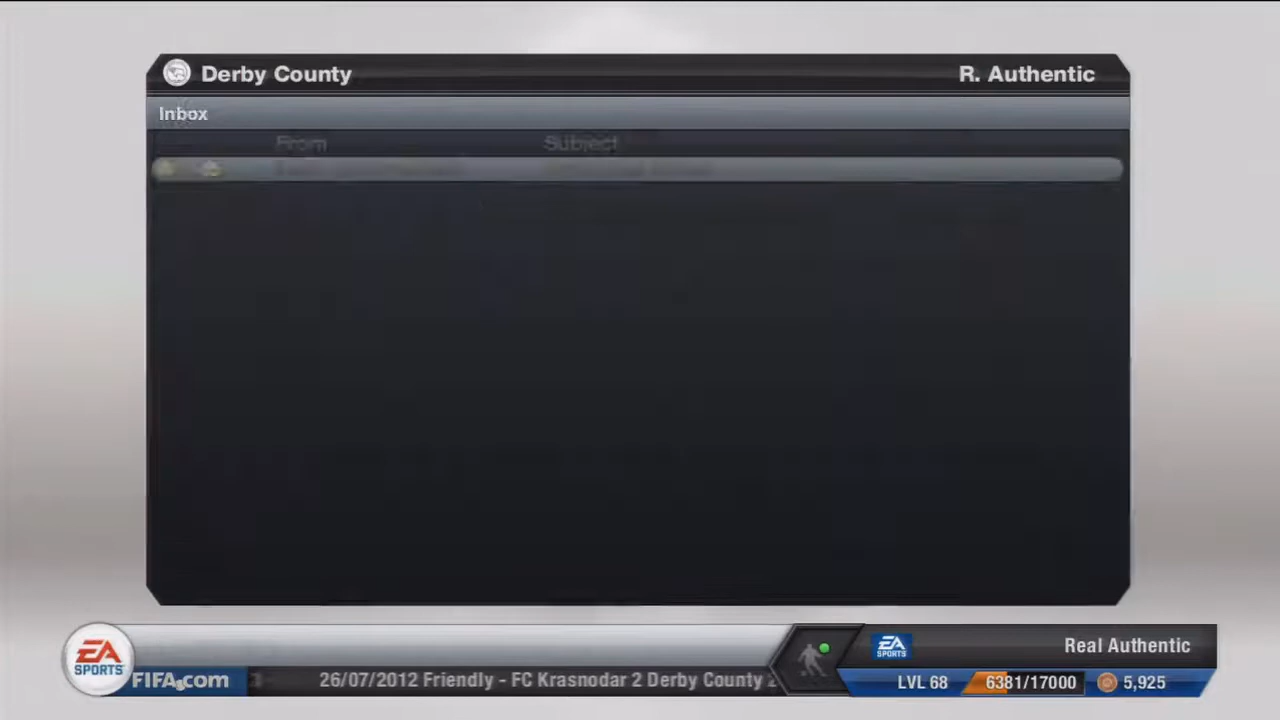 Derby County
R. Authentic
Inbox
From Subject
EA SPORTS
Real Authentic
FIFA.com
26/07/2012 Friendly - FC Krasnodar 2 Derby County 2
EA SPORTS
LVL 68
6381/17000
5,925